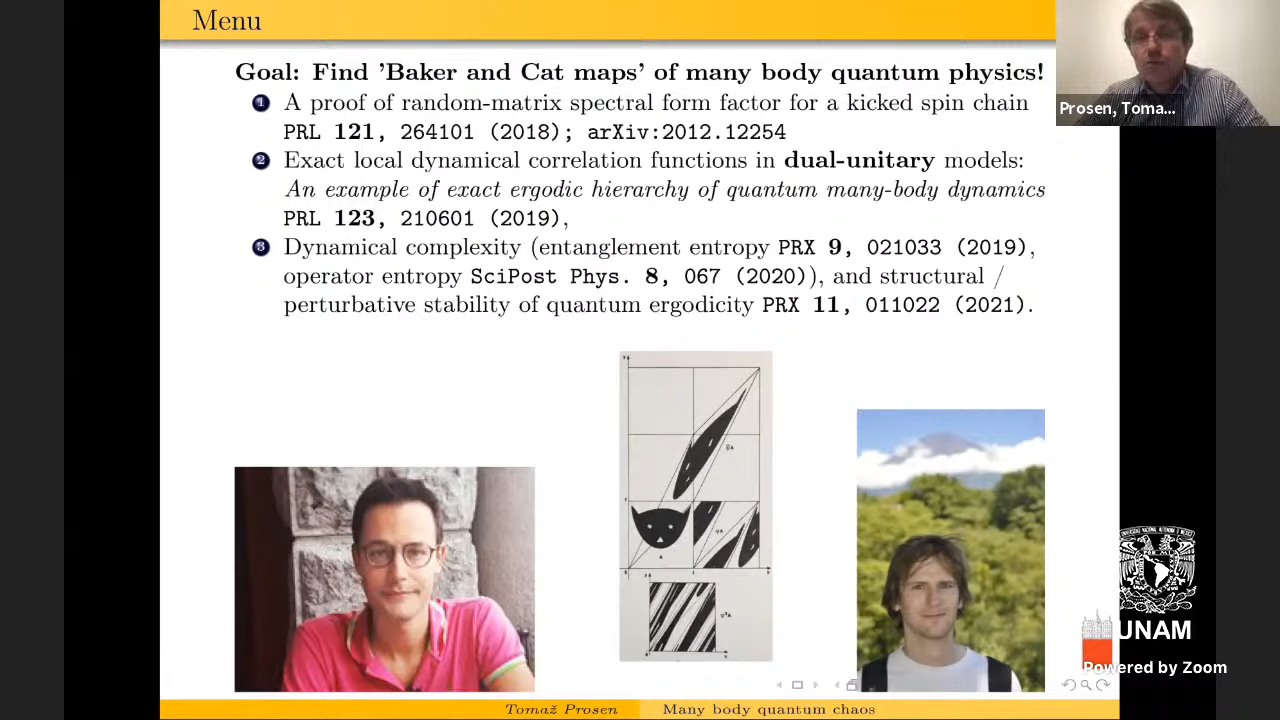 Menu
Goal: Find 'Baker and Cat maps' of many body quantum physics!
1 A proof of random-matrix spectral form factor for a kicked spin chain
PRL 121, 264101 (2018); arXiv:2012.12254
2 Exact local dynamical correlation functions in dual-unitary models:
An example of exact ergodic hierarchy of quantum many-body dynamics
PRL 123, 210601 (2019),
3 Dynamical complexity (entanglement entropy PRX 9, 021033 (2019),
operator entropy SciPost Phys. 8, 067 (2020)), and structural /
perturbative stability of quantum ergodicity PRX 11, 011022 (2021).
Prosen, Toma...
UNAM
Powered by Zoom
Tomaž Prosen Many body quantum chaos